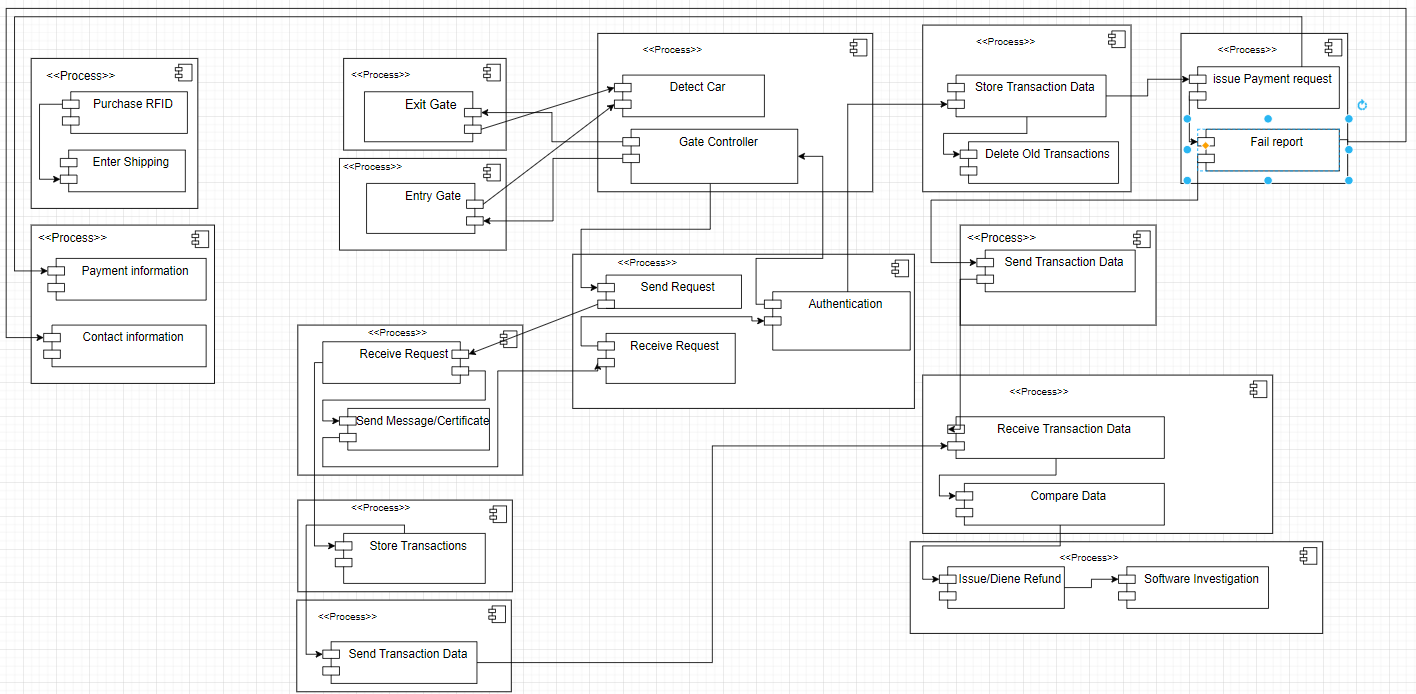 <<Process>>
Purchase RFID
Enter Shipping
<<Process>>
Payment information
Contact information
<<Process>>
Exit Gate
<<Process>>
Entry Gate
<<Process>>
Detect Car
Gate Controller
<<Process>>
Store Transaction Data
Delete Old Transactions
<<Process>>
issue Payment request
Fail report
<<Process>>
Send Transaction Data
<<Process>>
Send Request
Authentication
Receive Request
<<Process>>
Receive Request
Send Message/Certificate
<<Process>>
Receive Transaction Data
Compare Data
<<Process>>
Store Transactions
<<Process>>
Issue/Diene Refund
Software Investigation
<<Process>>
Send Transaction Data